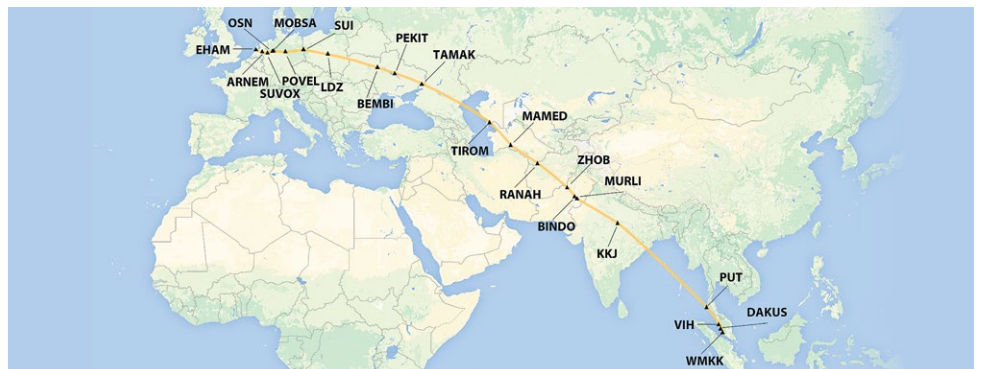 OSN
MOBSA
SUI
EHAM
PEKIT
TAMAK
ARNEM
POVEL
LDZ
SUVOX
BEMBI
MAMED
TIROM
ZHOB
RANAH
MURLI
BINDO
KKJ
PUT
VIH
DAKUS
WMKK